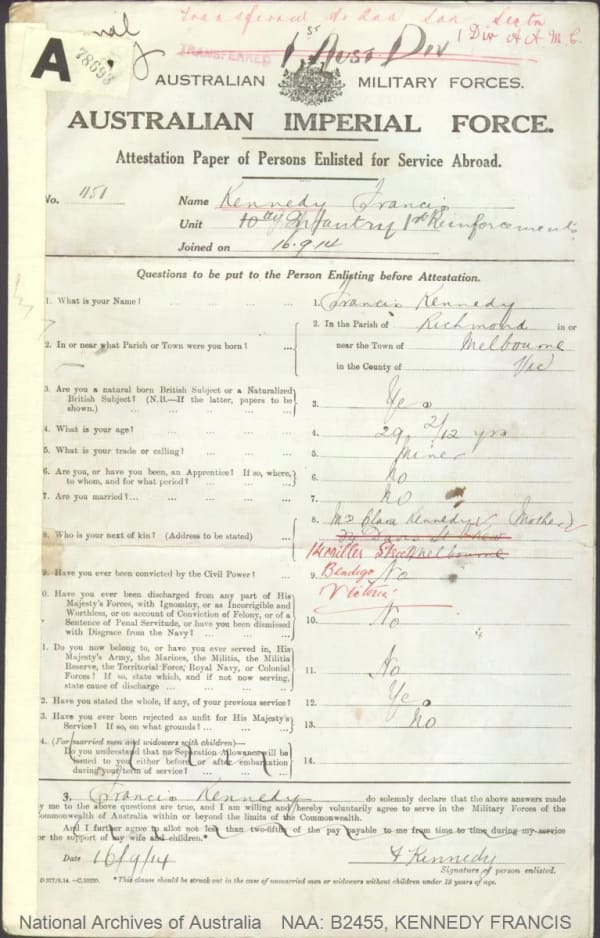 Transferred
1 Div A A M C
TRANSFERRED 1st Aust Div
A 78593
AUSTRALIAN MILITARY FORCES.
AUSTRALIAN IMPERIAL FORCE.
Attestation Paper of Persons Enlisted for Service Abroad.
No. 1151 Name Kennedy Francis
Unit 10th Infantry 1st Reinforcements
Joined on 16.9.14
Questions to be put to the Person Enlisting before Attestation.
1. What is your Name? ... ... ... ... 1. Francis Kennedy
2. In or near what Parish or Town were you born? ... 2. In the Parish of Richmond in or
near the Town of Melbourne
in the County of Vic
3. Are you a natural born British Subject or a Naturalized
British Subject? (N.B.—If the latter, papers to be
shown.) ... ... ... ... ... 3. Yes
4. What is your age? ... ... ... ... 4. 29 2/12 yrs
5. What is your trade or calling? ... ... ... 5. Miner
6. Are you, or have you been, an Apprentice? If so, where,
to whom, and for what period? ... ... ... 6. No
7. Are you married?... ... ... ... ... 7. No
8. Who is your next of kin? (Address to be stated) ... 8. Mrs Clara Kennedy (Mother)
Melbourne
14 Miller Street
Bendigo
Victoria
9. Have you ever been convicted by the Civil Power? ... 9. No
0. Have you ever been discharged from any part of His
Majesty's Forces, with Ignominy, or as Incorrigible and
Worthless, or on account of Conviction of Felony, or of a
Sentence of Penal Servitude, or have you been dismissed
with Disgrace from the Navy? ... ... ... 10. No
1. Do you now belong to, or have you ever served in, His
Majesty's Army, the Marines, the Militia, the Militia
Reserve, the Territorial Force, Royal Navy, or Colonial
Forces? If so, state which, and if not now serving,
state cause of discharge ... ... ... 11. No
2. Have you stated the whole, if any, of your previous service? 12. Yes
3. Have you ever been rejected as unfit for His Majesty's
Service? If so, on what grounds? ... ... ... 13. No
4. (For married men and widowers with children)—
Do you understand that no Separation Allowance will be
issued to you either before or after embarkation
during your term of service? ... ... ... 14.
I, Francis Kennedy do solemnly declare that the above answers made
by me to the above questions are true, and I am willing and hereby voluntarily agree to serve in the Military Forces of the
Commonwealth of Australia within or beyond the limits of the Commonwealth.
And I further agree to allot not less than two-fifths of the pay payable to me from time to time during my service
for the support of my wife and children.*
Date 16/9/14 F Kennedy
Signature of person enlisted.
*This clause should be struck out in the case of unmarried men or widowers without children under 18 years of age.
National Archives of Australia NAA: B2455, KENNEDY FRANCIS